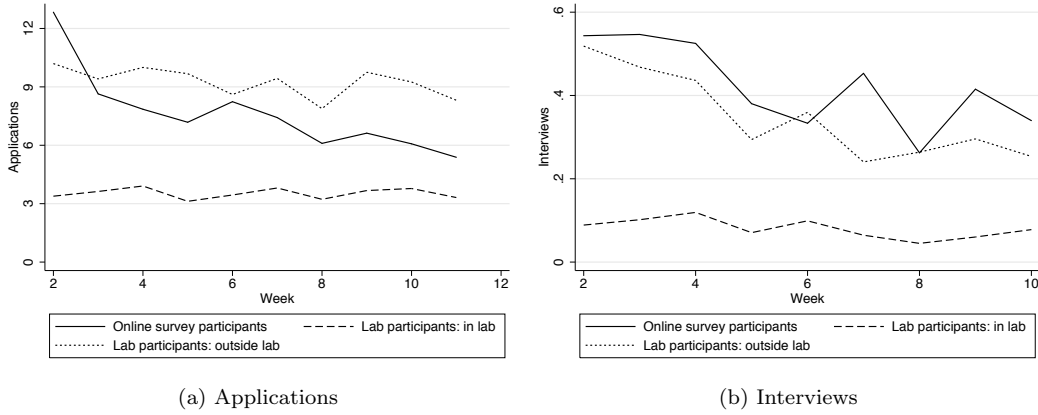 Applications
12
9
6
3
0
2 4 6 8 10 12
Week
Online survey participants Lab participants: in lab
Lab participants: outside lab
(a) Applications
Interviews
.6
.4
.2
0
2 4 6 8 10
Week
Online survey participants Lab participants: in lab
Lab participants: outside lab
(b) Interviews